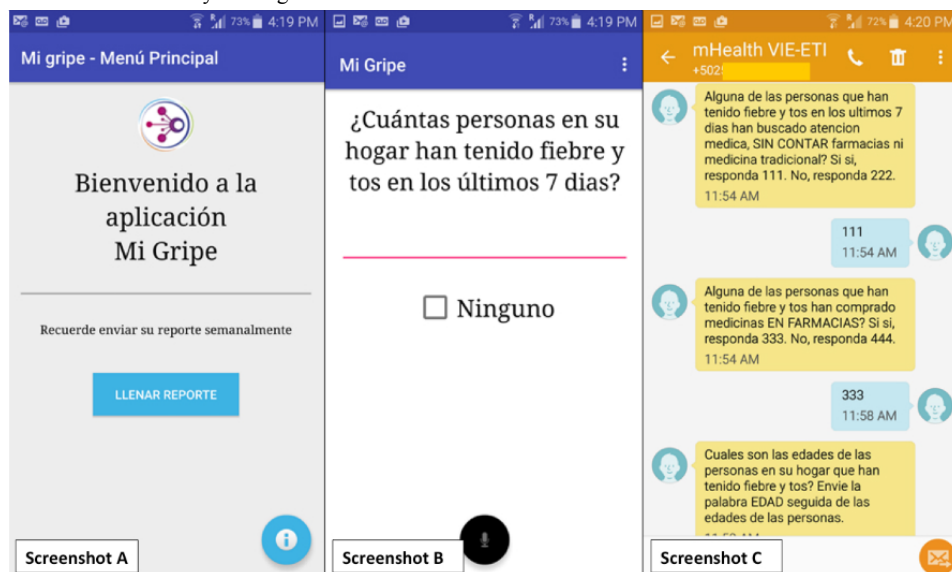 73% 4:19 PM
Mi gripe - Menú Principal
Bienvenido a la
aplicación
Mi Gripe
Recuerde enviar su reporte semanalmente
LLENAR REPORTE
Screenshot A
73% 4:19 PM
Mi Gripe
¿Cuántas personas en su
hogar han tenido fiebre y
tos en los últimos 7 dias?
Ninguno
Screenshot B
72% 4:20 PM
mHealth VIE-ETI
+502
Alguna de las personas que han
tenido fiebre y tos en los ultimos 7
dias han buscado atencion
medica, SIN CONTAR farmacias ni
medicina tradicional? Si si,
responda 111. No, responda 222.
11:54 AM
111
11:54 AM
Alguna de las personas que han
tenido fiebre y tos han comprado
medicinas EN FARMACIAS? Si si,
responda 333. No, responda 444.
11:54 AM
333
11:58 AM
Cuales son las edades de las
personas en su hogar que han
tenido fiebre y tos? Envie la
palabra EDAD seguida de las
edades de las personas.
Screenshot C